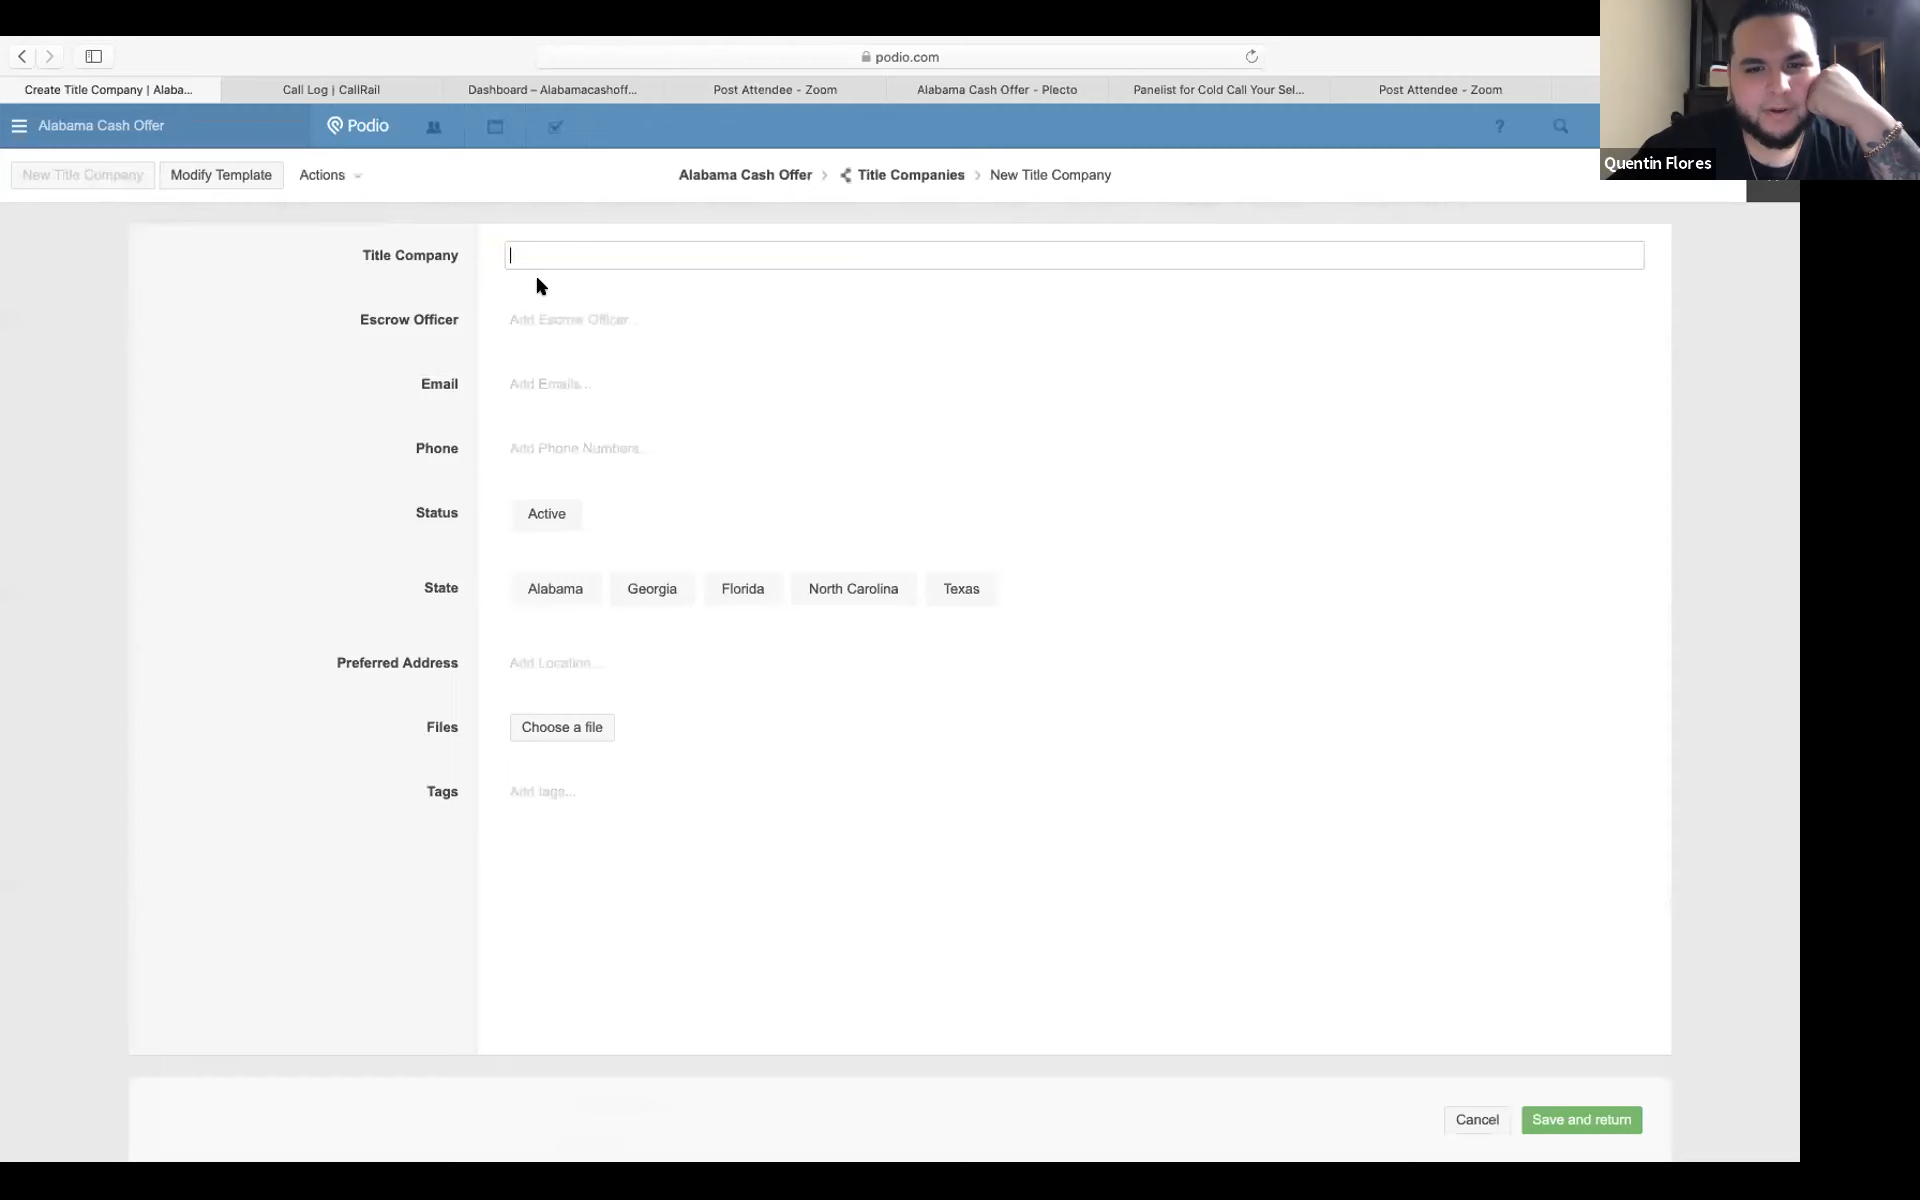 podio.com
Create Title Company | Alaba...
Call Log | CallRail
Dashboard – Alabamacashoff...
Post Attendee - Zoom
Alabama Cash Offer - Plecto
Panelist for Cold Call Your Sel...
Post Attendee - Zoom
Alabama Cash Offer
Podio
?
Quentin Flores
New Title Company
Modify Template
Actions
Alabama Cash Offer > Title Companies > New Title Company
Title Company
Escrow Officer
Add Escrow Officer...
Email
Add Emails...
Phone
Add Phone Numbers...
Status
Active
State
Alabama Georgia Florida North Carolina Texas
Preferred Address
Add Location...
Files
Choose a file
Tags
Add tags...
Cancel
Save and return